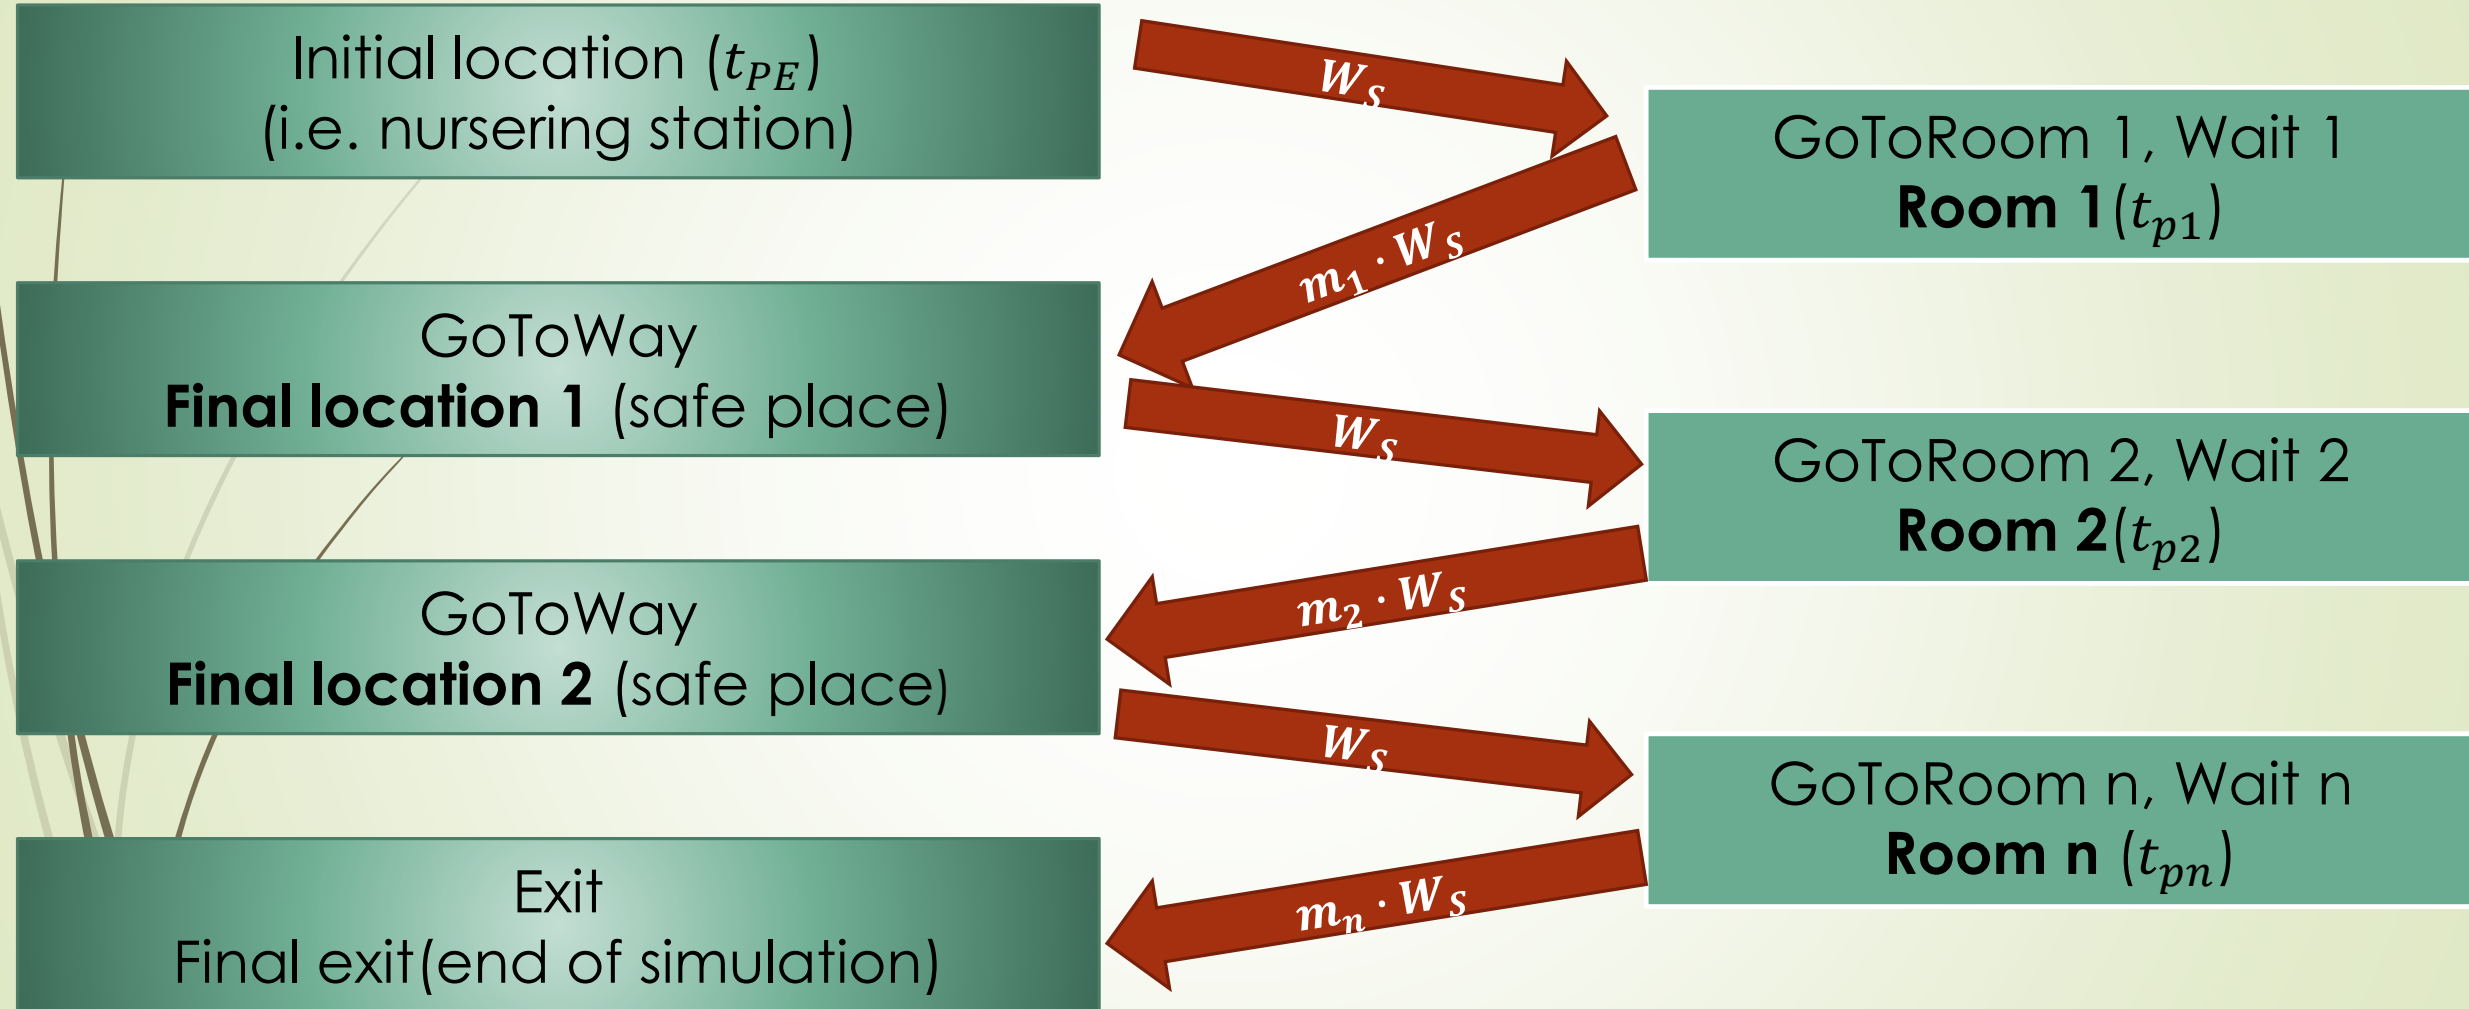 Initial location (t_PE)
(i.e. nursering station)
W_S
GoToRoom 1, Wait 1
Room 1(t_p1)
m_1 · W_S
GoToWay
Final location 1 (safe place)
W_S
GoToRoom 2, Wait 2
Room 2(t_p2)
m_2 · W_S
GoToWay
Final location 2 (safe place)
W_S
GoToRoom n, Wait n
Room n (t_pn)
m_n · W_S
Exit
Final exit(end of simulation)